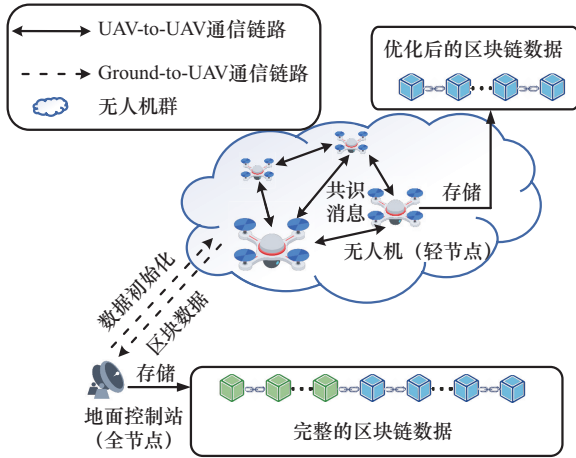 UAV-to-UAV通信链路
Ground-to-UAV通信链路
无人机群
优化后的区块链数据
共识
消息
存储
无人机（轻节点）
数据初始化
区块数据
存储
地面控制站
（全节点）
完整的区块链数据